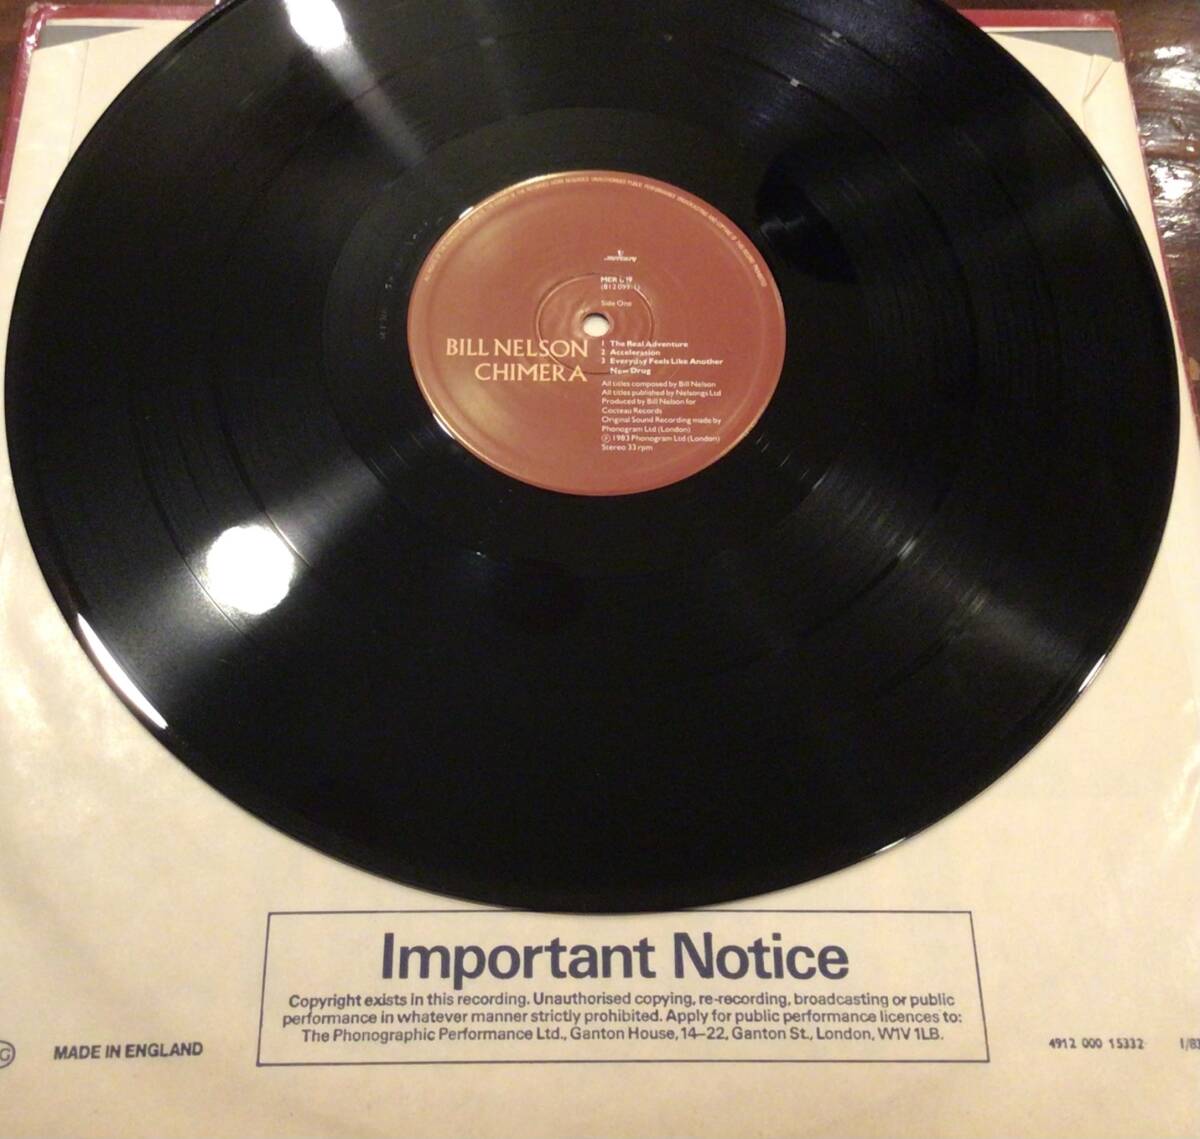 mercury
MER L 19
(812 099-1)
Side One
BILL NELSON
CHIMERA
1 The Real Adventure
2 Acceleration
3 Everyday Feels Like Another
New Drug
All titles composed by Bill Nelson
All titles published by Nelsongs Ltd
Produced by Bill Nelson for
Cocteau Records
Original Sound Recording made by
Phonogram Ltd (London)
Ⓟ 1983 Phonogram Ltd (London)
Stereo 33 rpm
Important Notice
Copyright exists in this recording. Unauthorised copying, re-recording, broadcasting or public
performance in whatever manner strictly prohibited. Apply for public performance licences to:
The Phonographic Performance Ltd., Ganton House, 14–22, Ganton St., London, W1V 1LB.
MADE IN ENGLAND
4912 000 15332